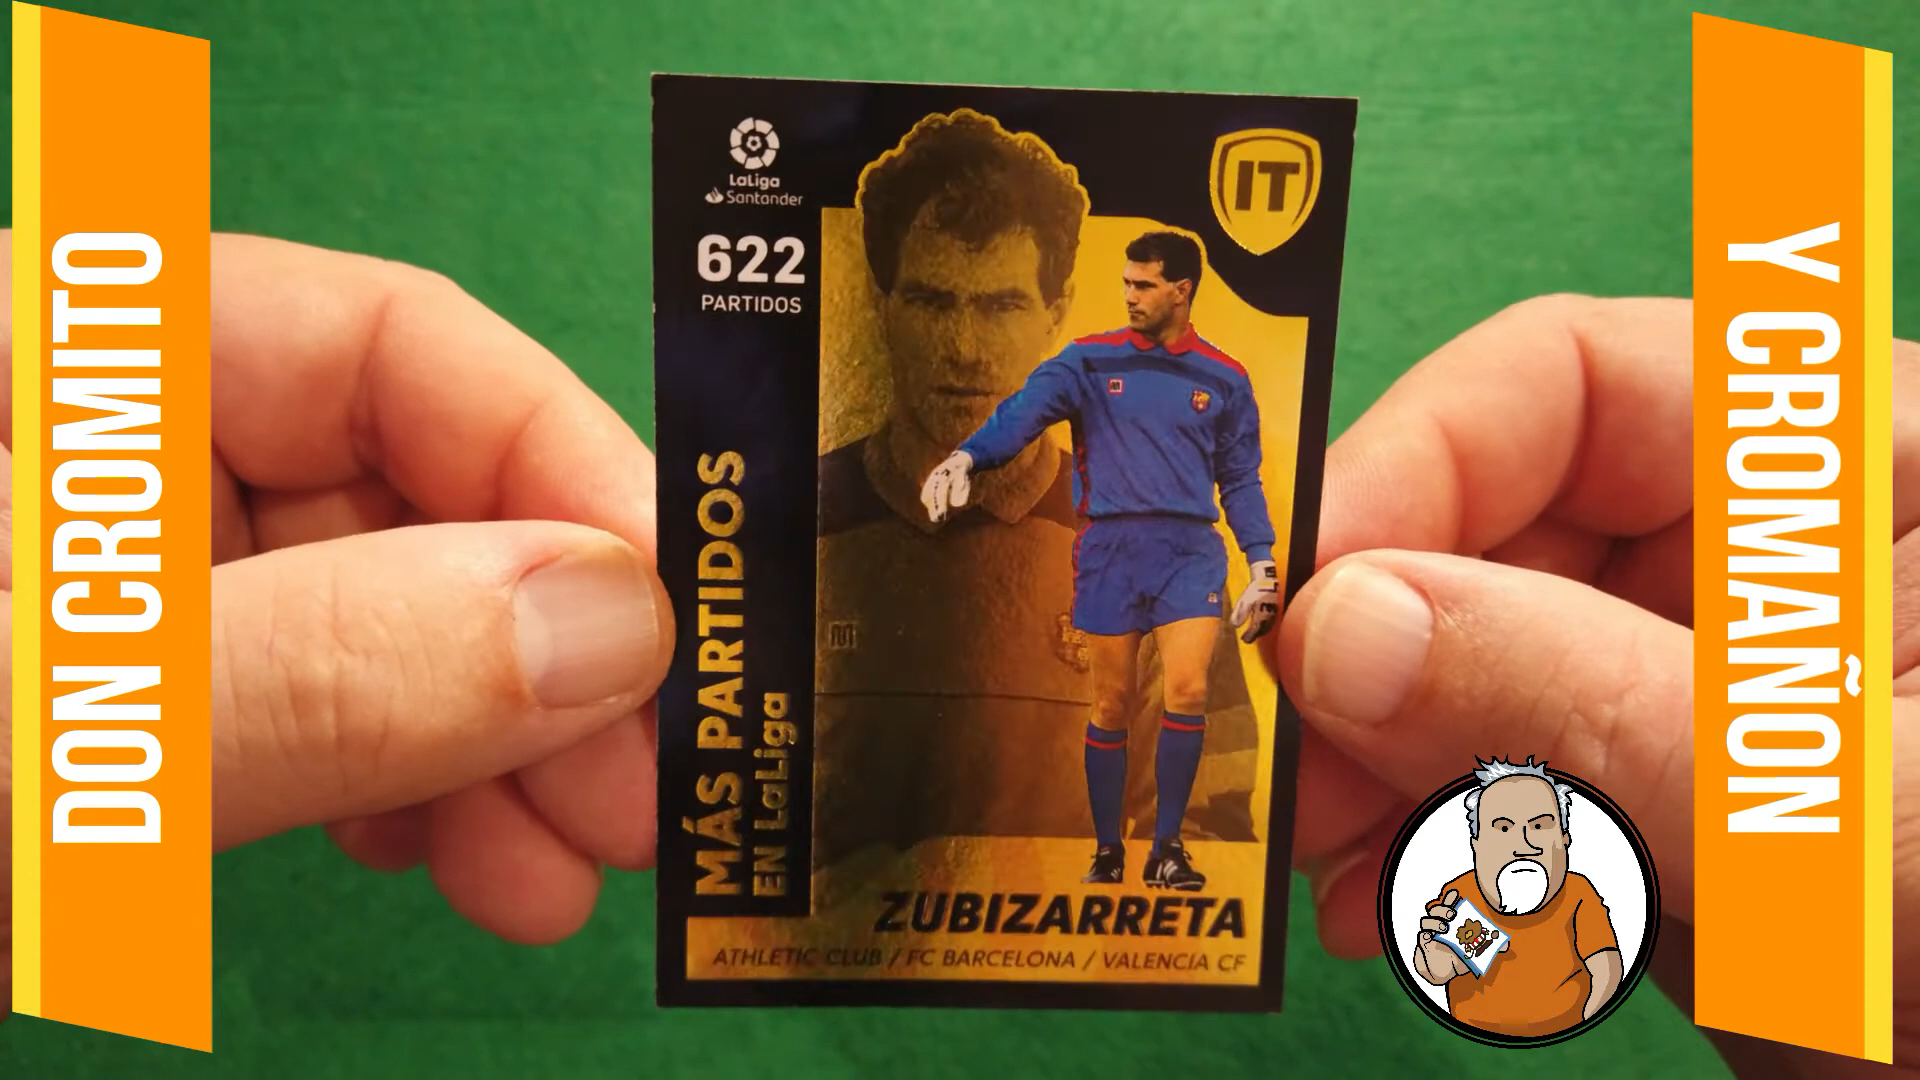 DON CROMITO
LaLiga
Santander
622
PARTIDOS
MÁS PARTIDOS
EN LaLiga
IT
ZUBIZARRETA
ATHLETIC CLUB / FC BARCELONA / VALENCIA CF
Y CROMAÑON